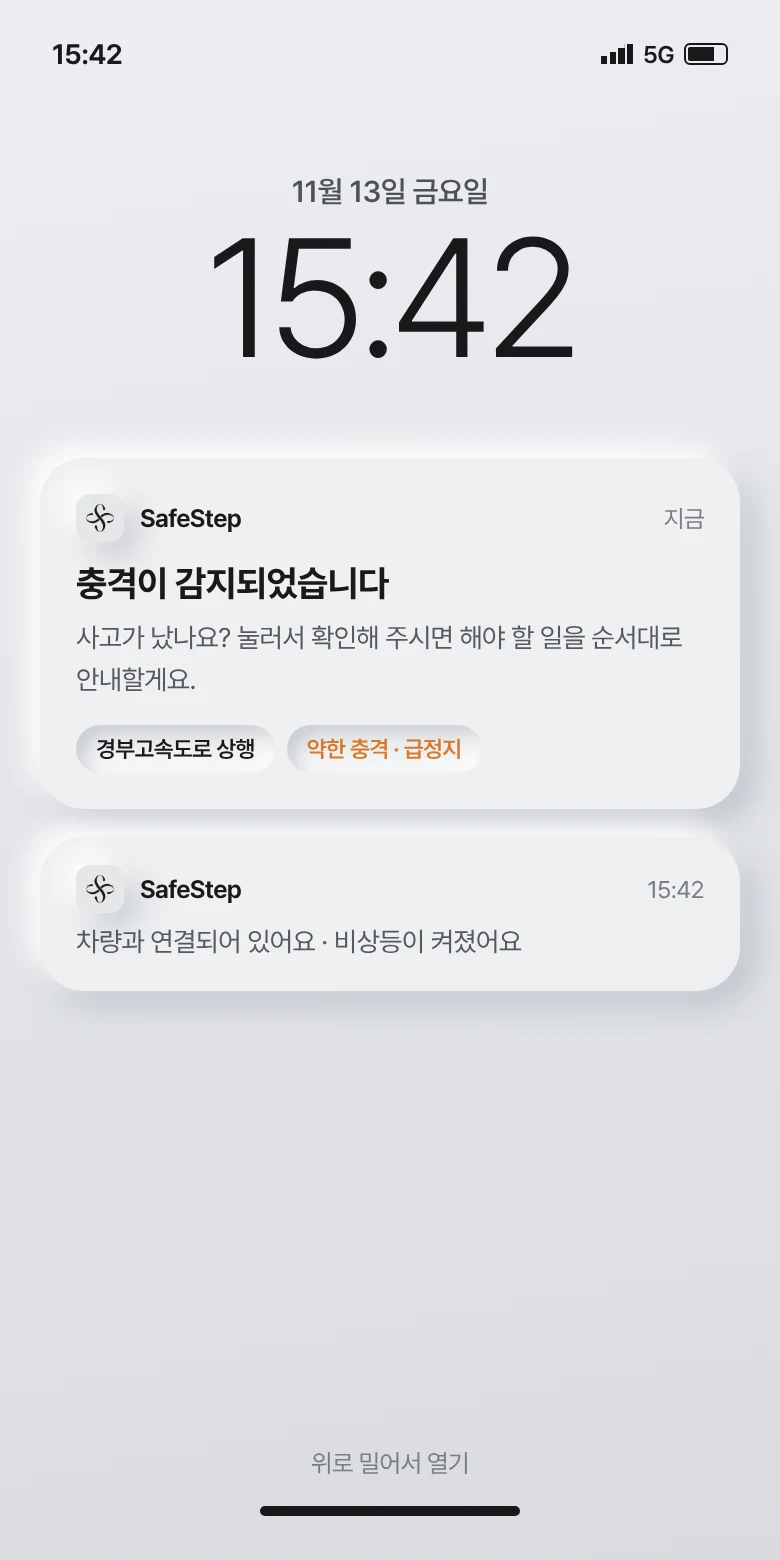 15:42
5G
11월 13일 금요일
15:42
SafeStep
지금
충격이 감지되었습니다
사고가 났나요? 눌러서 확인해 주시면 해야 할 일을 순서대로
안내할게요.
경부고속도로 상행
약한 충격 · 급정지
SafeStep
15:42
차량과 연결되어 있어요 · 비상등이 켜졌어요
위로 밀어서 열기